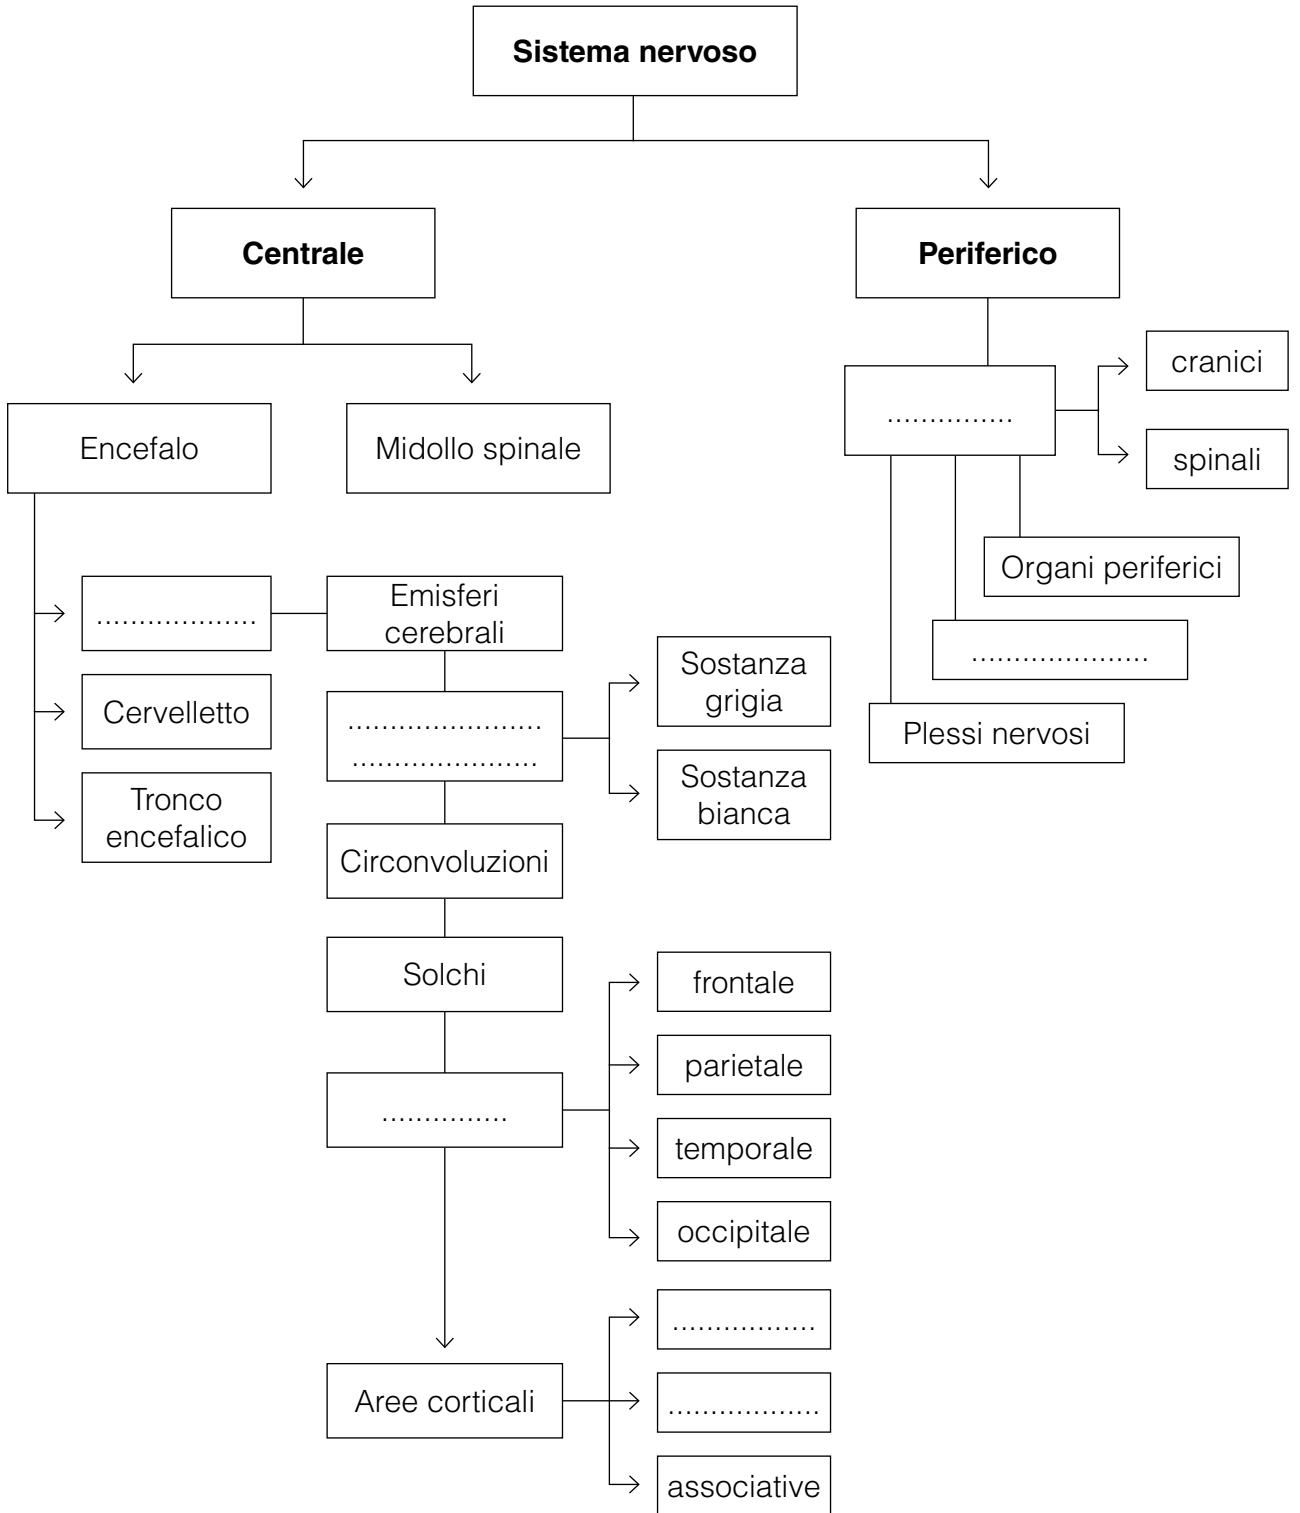 Sistema nervoso
Centrale
Periferico
cranici
...............
spinali
Encefalo
Midollo spinale
Organi periferici
...................
Emisferi
cerebrali
.....................
Sostanza
grigia
Cervelletto
.......................
......................
Plessi nervosi
Sostanza
bianca
Tronco
encefalico
Circonvoluzioni
Solchi
frontale
parietale
...............
temporale
occipitale
.................
Aree corticali
..................
associative